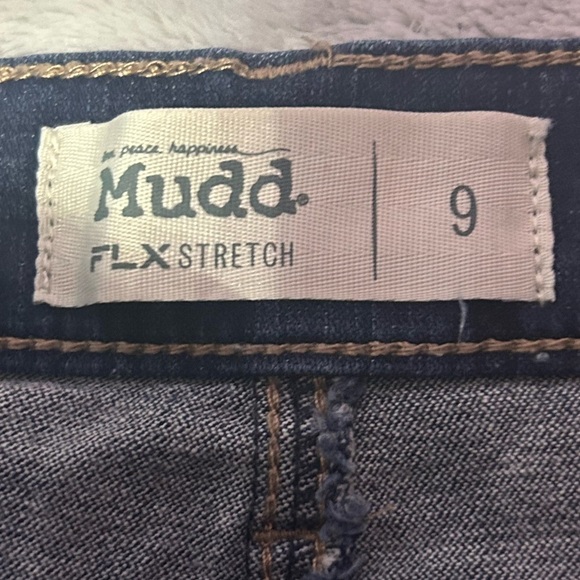 peace happiness
Mudd®
FLX STRETCH
9